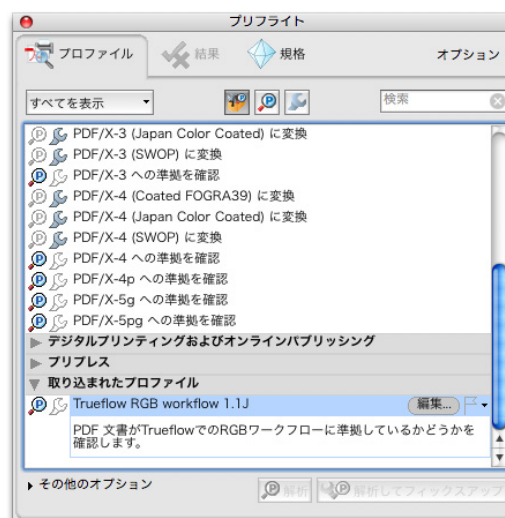 プリフライト
プロファイル
結果
規格
オプション
すべてを表示
検索
PDF/X-3 (Japan Color Coated) に変換
PDF/X-3 (SWOP) に変換
PDF/X-3 への準拠を確認
PDF/X-4 (Coated FOGRA39) に変換
PDF/X-4 (Japan Color Coated) に変換
PDF/X-4 (SWOP) に変換
PDF/X-4 への準拠を確認
PDF/X-4p への準拠を確認
PDF/X-5g への準拠を確認
PDF/X-5pg への準拠を確認
デジタルプリンティングおよびオンラインパブリッシング
プリプレス
取り込まれたプロファイル
Trueflow RGB workflow 1.1J
編集...
PDF 文書がTrueflowでのRGBワークフローに準拠しているかどうかを
確認します。
その他のオプション
解析
解析してフィックスアップ